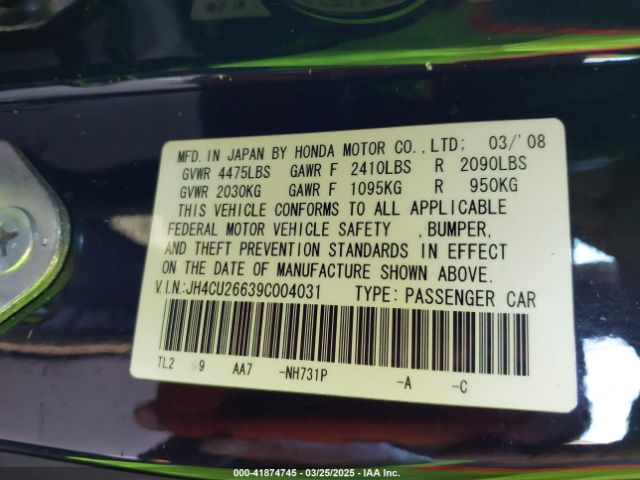 MFD. IN JAPAN BY HONDA MOTOR CO.,LTD: 03/'08
GVWR 4475LBS GAWR F 2410LBS R 2090LBS
GVWR 2030KG GAWR F 1095KG R 950KG
THIS VEHICLE CONFORMS TO ALL APPLICABLE
FEDERAL MOTOR VEHICLE SAFETY ,BUMPER,
AND THEFT PREVENTION STANDARDS IN EFFECT
ON THE DATE OF MANUFACTURE SHOWN ABOVE.
V.I.N:JH4CU26639C004031 TYPE: PASSENGER CAR
TL2 9 AA7 -NH731P -A -C
000-41874745 - 03/25/2025 - IAA Inc.